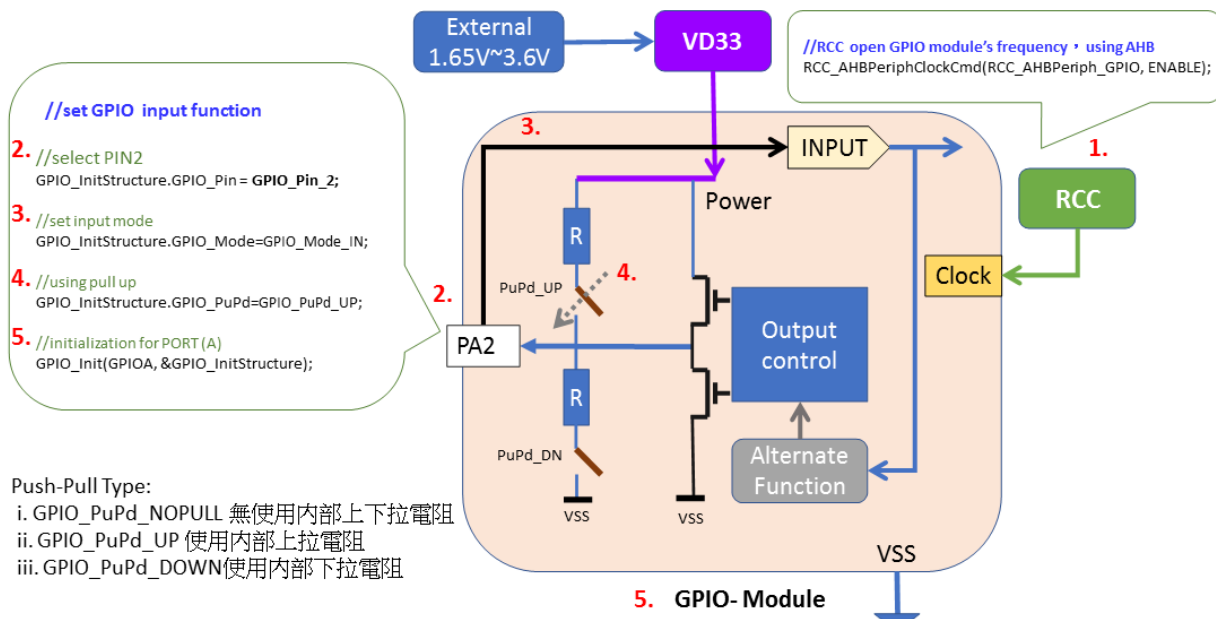 External
1.65V~3.6V
VD33
//RCC open GPIO module's frequency，using AHB
RCC_AHBPeriphClockCmd(RCC_AHBPeriph_GPIO, ENABLE);
1.
RCC
Clock
//set GPIO input function
2. //select PIN2
GPIO_InitStructure.GPIO_Pin = GPIO_Pin_2;
3. //set input mode
GPIO_InitStructure.GPIO_Mode=GPIO_Mode_IN;
4. //using pull up
GPIO_InitStructure.GPIO_PuPd=GPIO_PuPd_UP;
5. //initialization for PORT (A)
GPIO_Init(GPIOA, &GPIO_InitStructure);
2.
PA2
3.
INPUT
Power
R
PuPd_UP
4.
R
PuPd_DN
VSS
VSS
Output
control
Alternate
Function
VSS
5. GPIO- Module
Push-Pull Type:
i. GPIO_PuPd_NOPULL 無使用內部上下拉電阻
ii. GPIO_PuPd_UP 使用內部上拉電阻
iii. GPIO_PuPd_DOWN使用內部下拉電阻